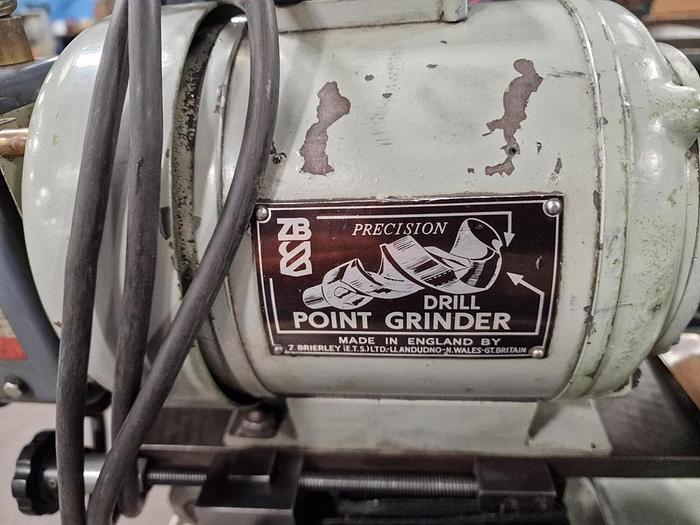 ZB
PRECISION
DRILL
POINT GRINDER
MADE IN ENGLAND BY
Z. BRIERLEY (E.T.S.) LTD.-LLANDUDNO-N.WALES-GT.BRITAIN